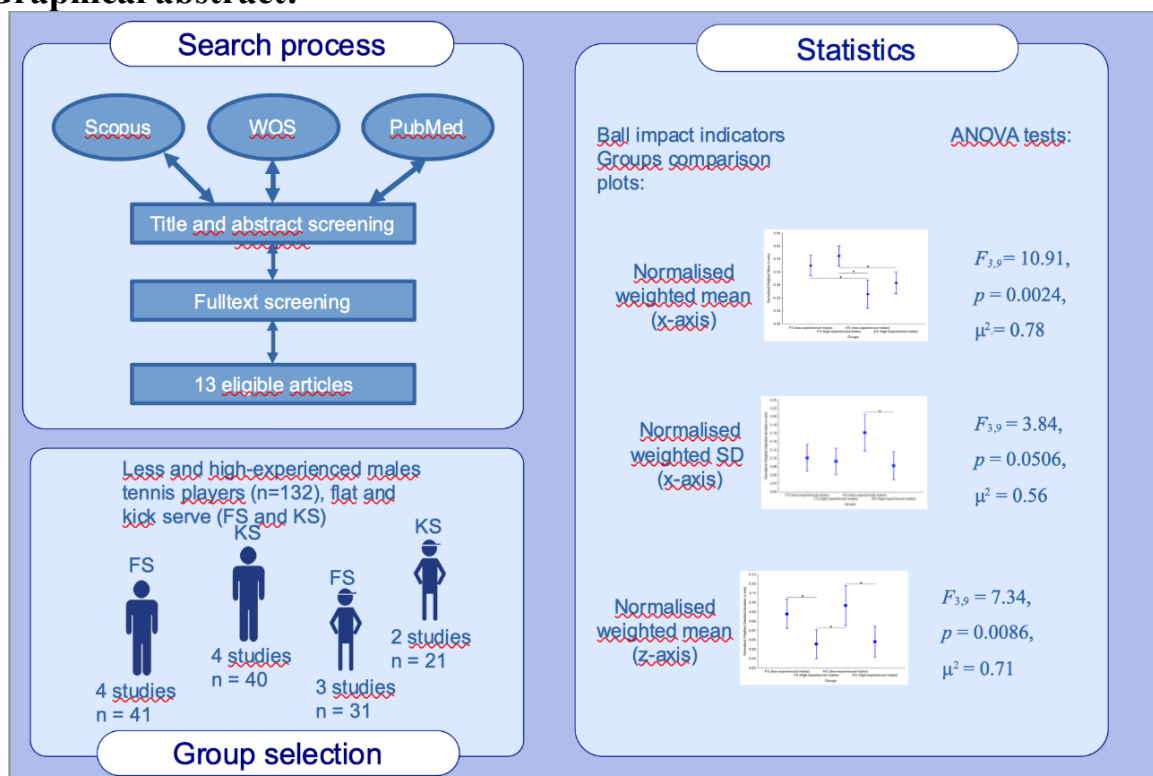 Graphical abstract:
Search process
Scopus
WOS
PubMed
Title and abstract screening
Fulltext screening
13 eligible articles
Less and high-experienced males
tennis players (n=132), flat and
kick serve (FS and KS)
FS
4 studies
n = 41
KS
4 studies
n = 40
FS
3 studies
n = 31
KS
2 studies
n = 21
Group selection
Statistics
Ball impact indicators
Groups comparison
plots:
ANOVA tests:
Normalised
weighted mean
(x-axis)
F3,9 = 10.91,
p = 0.0024,
μ² = 0.78
Normalised
weighted SD
(x-axis)
F3,9 = 3.84,
p = 0.0506,
μ² = 0.56
Normalised
weighted mean
(z-axis)
F3,9 = 7.34,
p = 0.0086,
μ² = 0.71